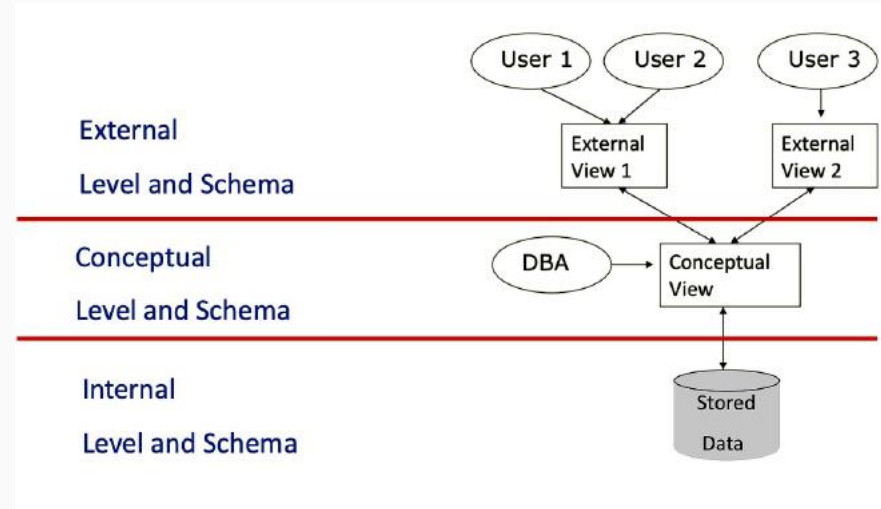 User 1
User 2
User 3
External
Level and Schema
External
View 1
External
View 2
Conceptual
Level and Schema
DBA
Conceptual
View
Internal
Level and Schema
Stored
Data